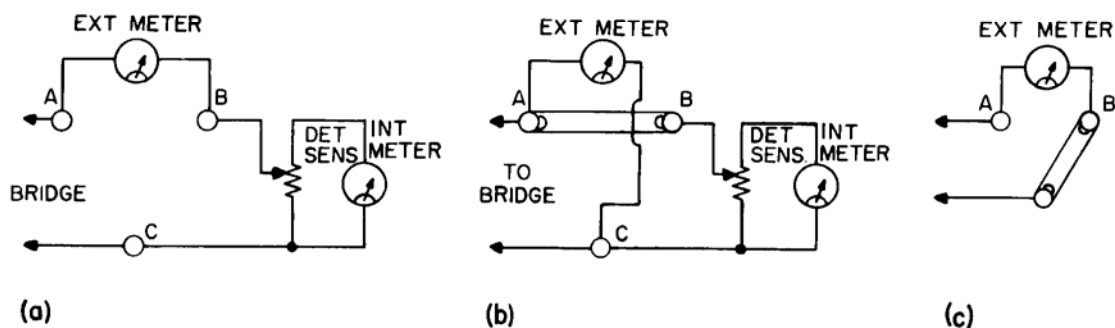 EXT METER
A
B
DET
SENS
INT
METER
BRIDGE
C
(a)
EXT METER
A
B
DET
SENS.
INT
METER
TO
BRIDGE
C
(b)
EXT METER
A
B
(c)